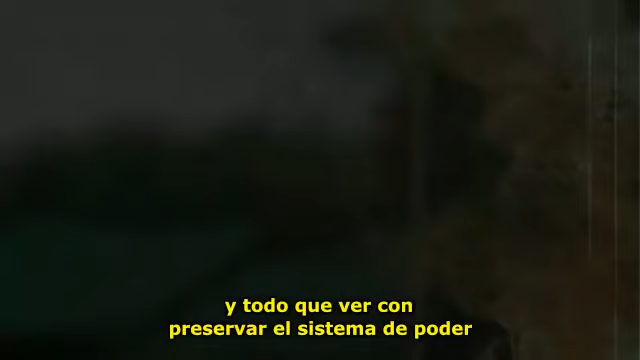 y todo que ver con
preservar el sistema de poder